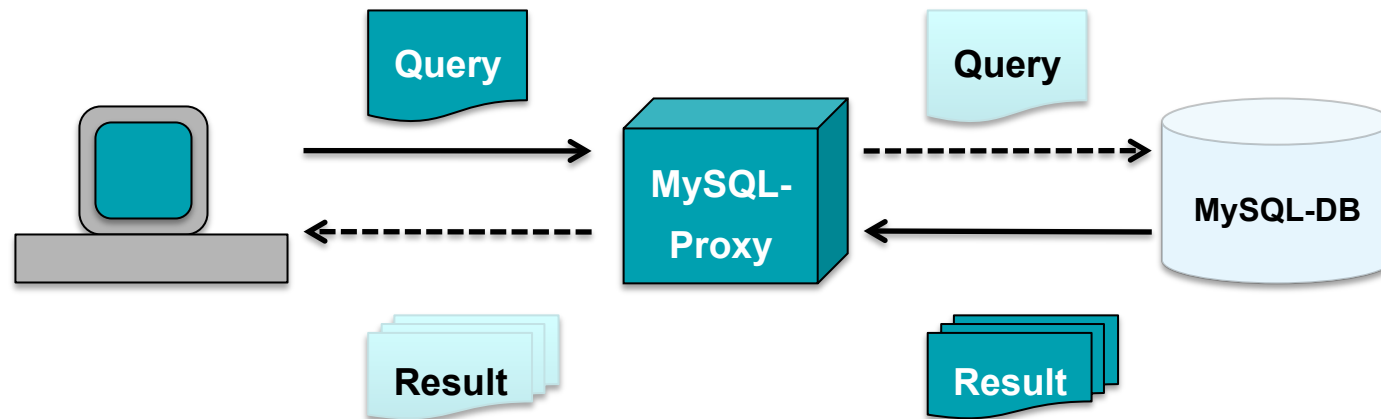 Query
Query
MySQL-
Proxy
MySQL-DB
Result
Result